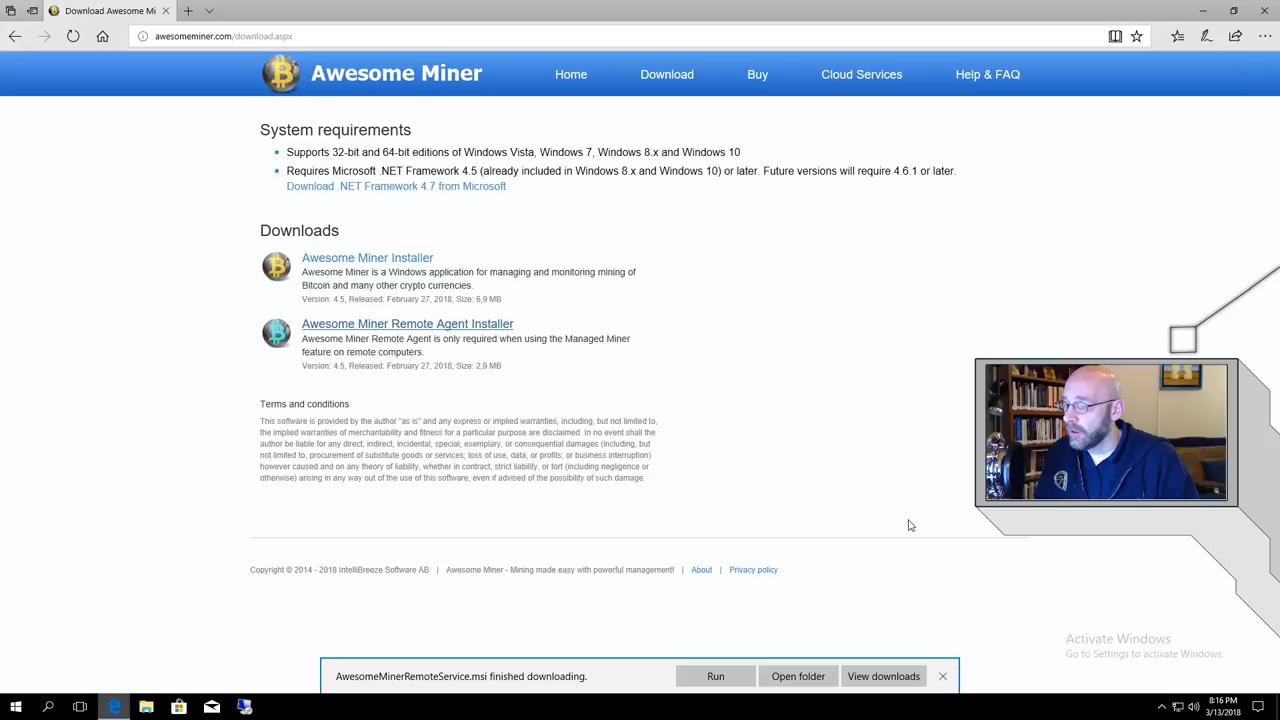 Download Awesome Mi
awesomeminer.com/download.aspx
Awesome Miner
Home
Download
Buy
Cloud Services
Help & FAQ
System requirements
Supports 32-bit and 64-bit editions of Windows Vista, Windows 7, Windows 8.x and Windows 10
Requires Microsoft .NET Framework 4.5 (already included in Windows 8.x and Windows 10) or later. Future versions will require 4.6.1 or later.
Download .NET Framework 4.7 from Microsoft
Downloads
Awesome Miner Installer
Awesome Miner is a Windows application for managing and monitoring mining of
Bitcoin and many other crypto currencies.
Version: 4.5, Released: February 27, 2018, Size: 6,9 MB
Awesome Miner Remote Agent Installer
Awesome Miner Remote Agent is only required when using the Managed Miner
feature on remote computers.
Version: 4.5, Released: February 27, 2018, Size: 2,9 MB
Terms and conditions
This software is provided by the author "as is" and any express or implied warranties, including, but not limited to,
the implied warranties of merchantability and fitness for a particular purpose are disclaimed. In no event shall the
author be liable for any direct, indirect, incidental, special, exemplary, or consequential damages (including, but
not limited to, procurement of substitute goods or services; loss of use, data, or profits; or business interruption)
however caused and on any theory of liability, whether in contract, strict liability, or tort (including negligence or
otherwise) arising in any way out of the use of this software, even if advised of the possibility of such damage.
Copyright © 2014 - 2018 IntelliBreeze Software AB | Awesome Miner - Mining made easy with powerful management! | About | Privacy policy
Activate Windows
Go to Settings to activate Windows.
AwesomeMinerRemoteService.msi finished downloading.
Run
Open folder
View downloads
8:16 PM
3/13/2018